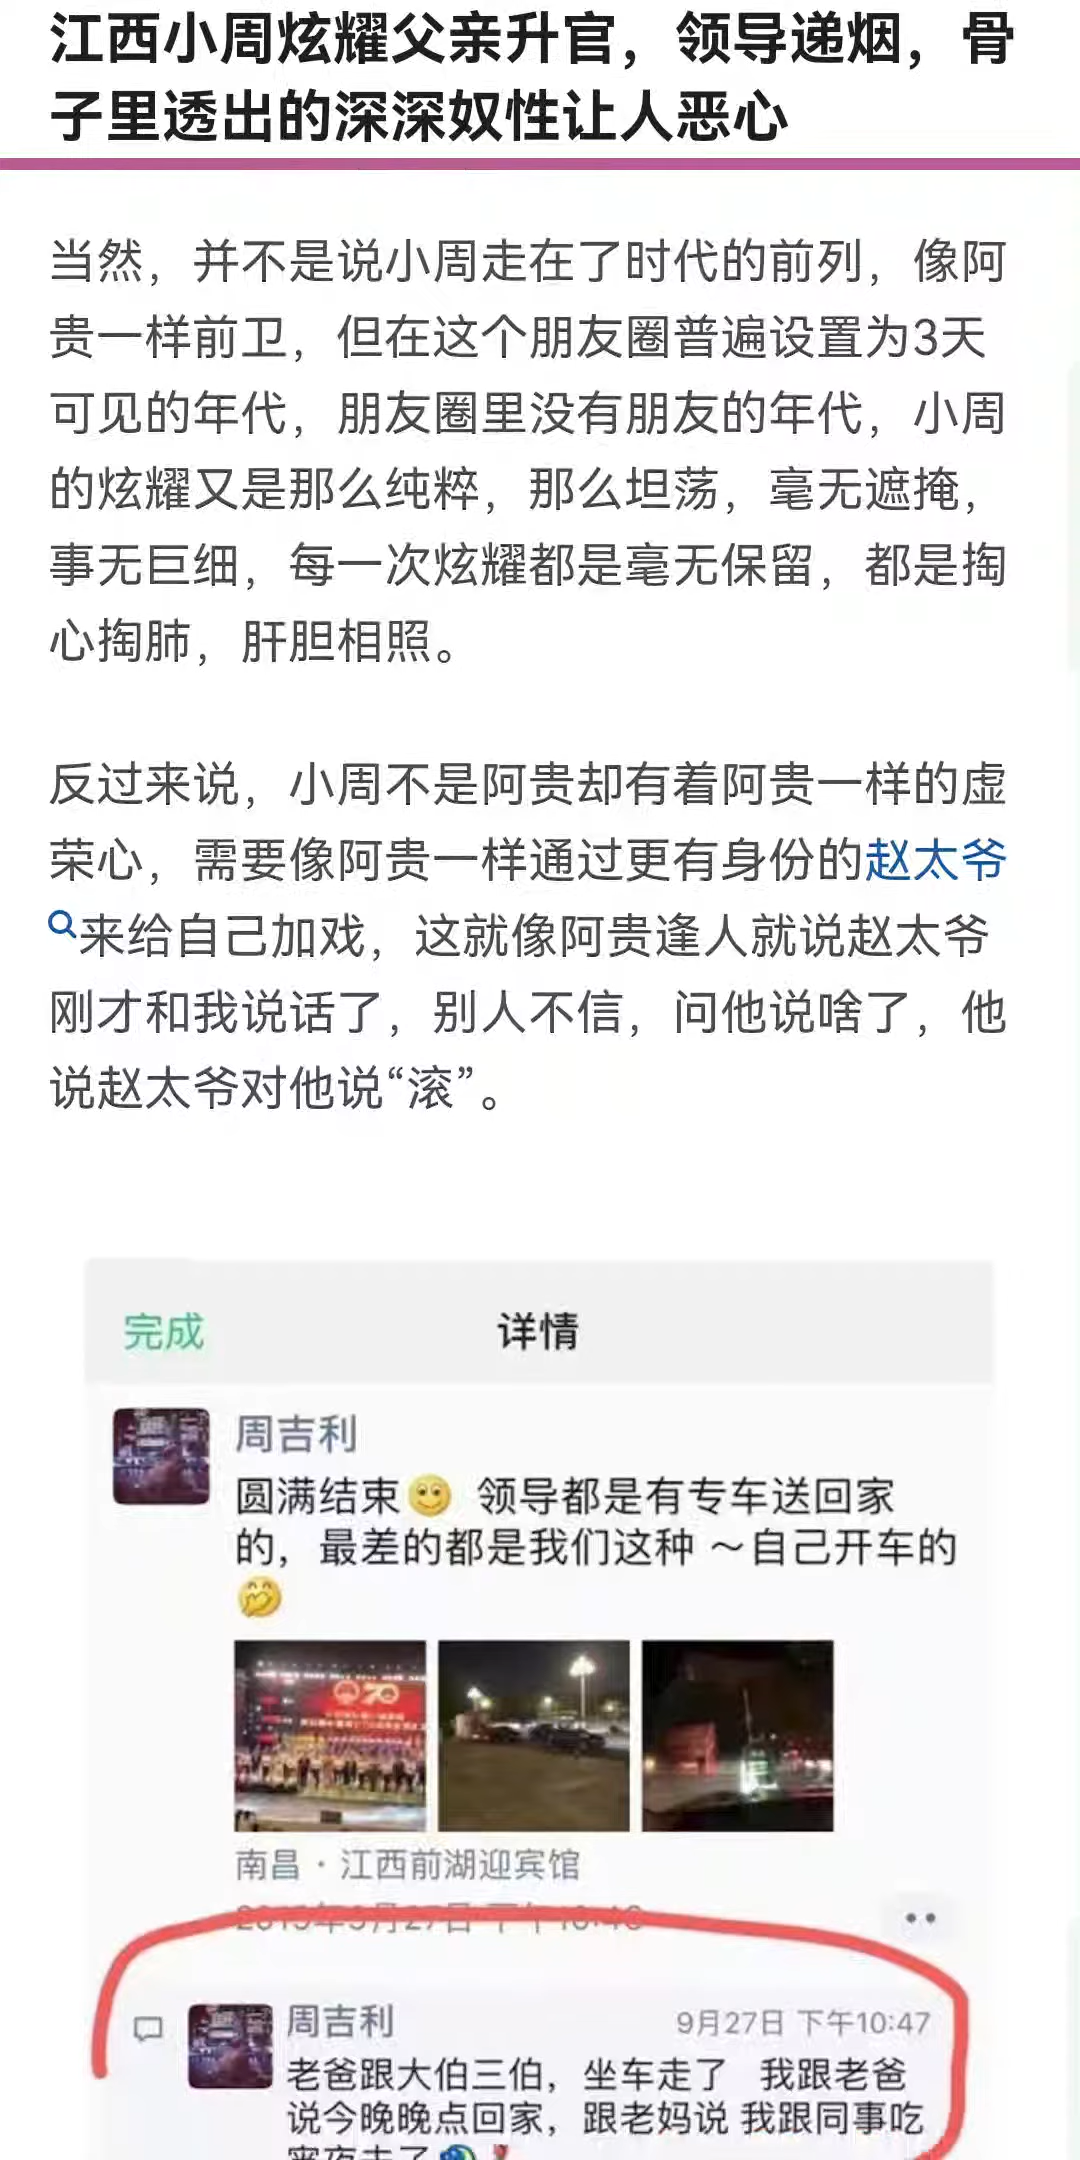 江西小周炫耀父亲升官，领导递烟，骨
子里透出的深深奴性让人恶心
当然，并不是说小周走在了时代的前列，像阿
贵一样前卫，但在这个朋友圈普遍设置为3天
可见的年代，朋友圈里没有朋友的年代，小周
的炫耀又是那么纯粹，那么坦荡，毫无遮掩，
事无巨细，每一次炫耀都是毫无保留，都是掏
心掏肺，肝胆相照。
反过来说，小周不是阿贵却有着阿贵一样的虚
荣心，需要像阿贵一样通过更有身份的赵太爷
来给自己加戏，这就像阿贵逢人就说赵太爷
刚才和我说话了，别人不信，问他说啥了，他
说赵太爷对他说“滚”。
完成 详情
周吉利
圆满结束 领导都是有专车送回家
的，最差的都是我们这种 ～自己开车的
70
南昌 · 江西前湖迎宾馆
周吉利 9月27日 下午10:47
老爸跟大伯三伯，坐车走了 我跟老爸
说今晚晚点回家，跟老妈说 我跟同事吃
宵夜去了